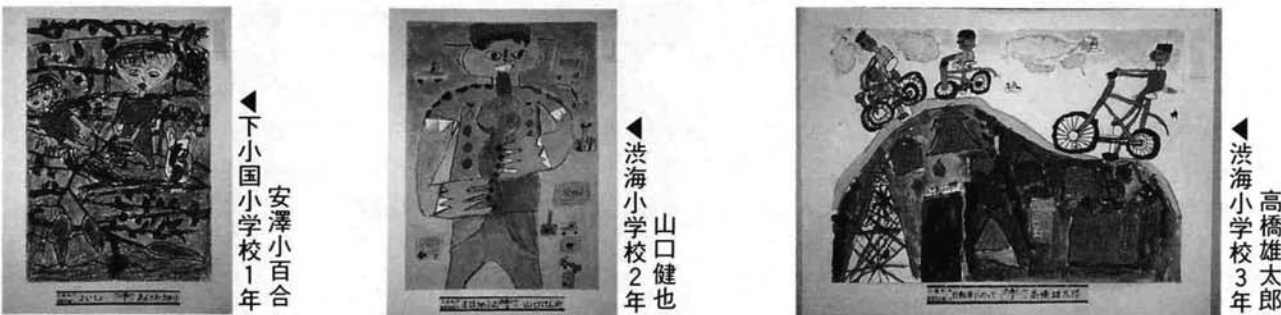 ◀渋海小学校3年
高橋雄太郎
◀渋海小学校2年
山口健也
◀下小国小学校1年
安澤小百合